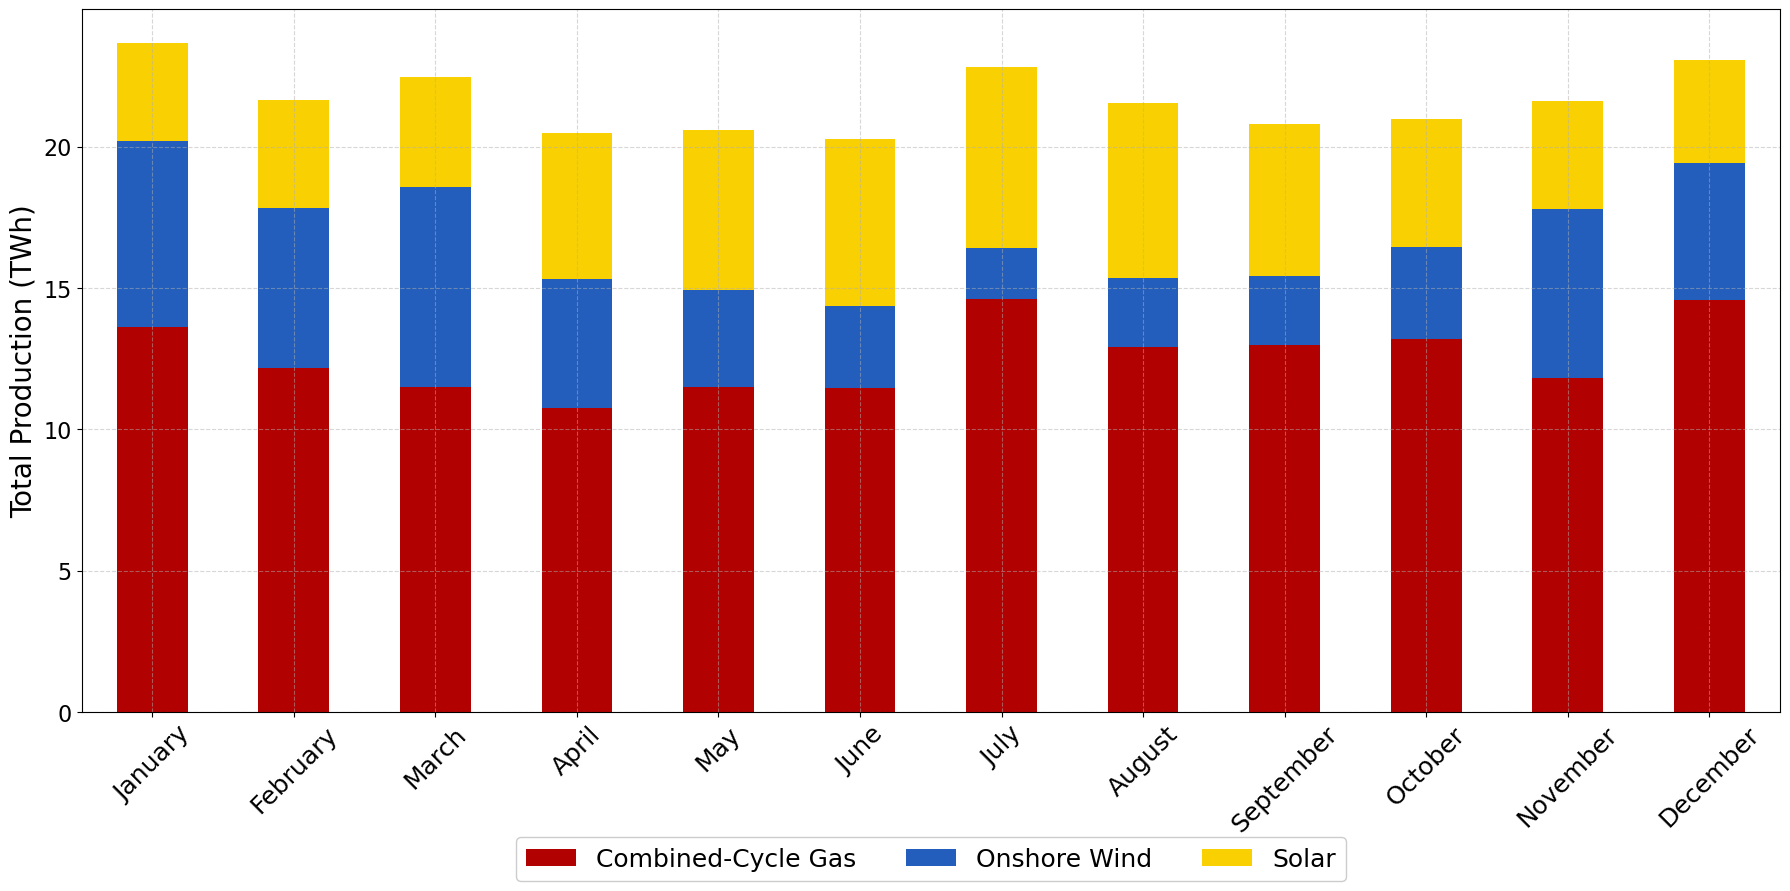 Total Production (TWh)
20
15
10
5
0
January
February
March
April
May
June
July
August
September
October
November
December
Combined-Cycle Gas
Onshore Wind
Solar